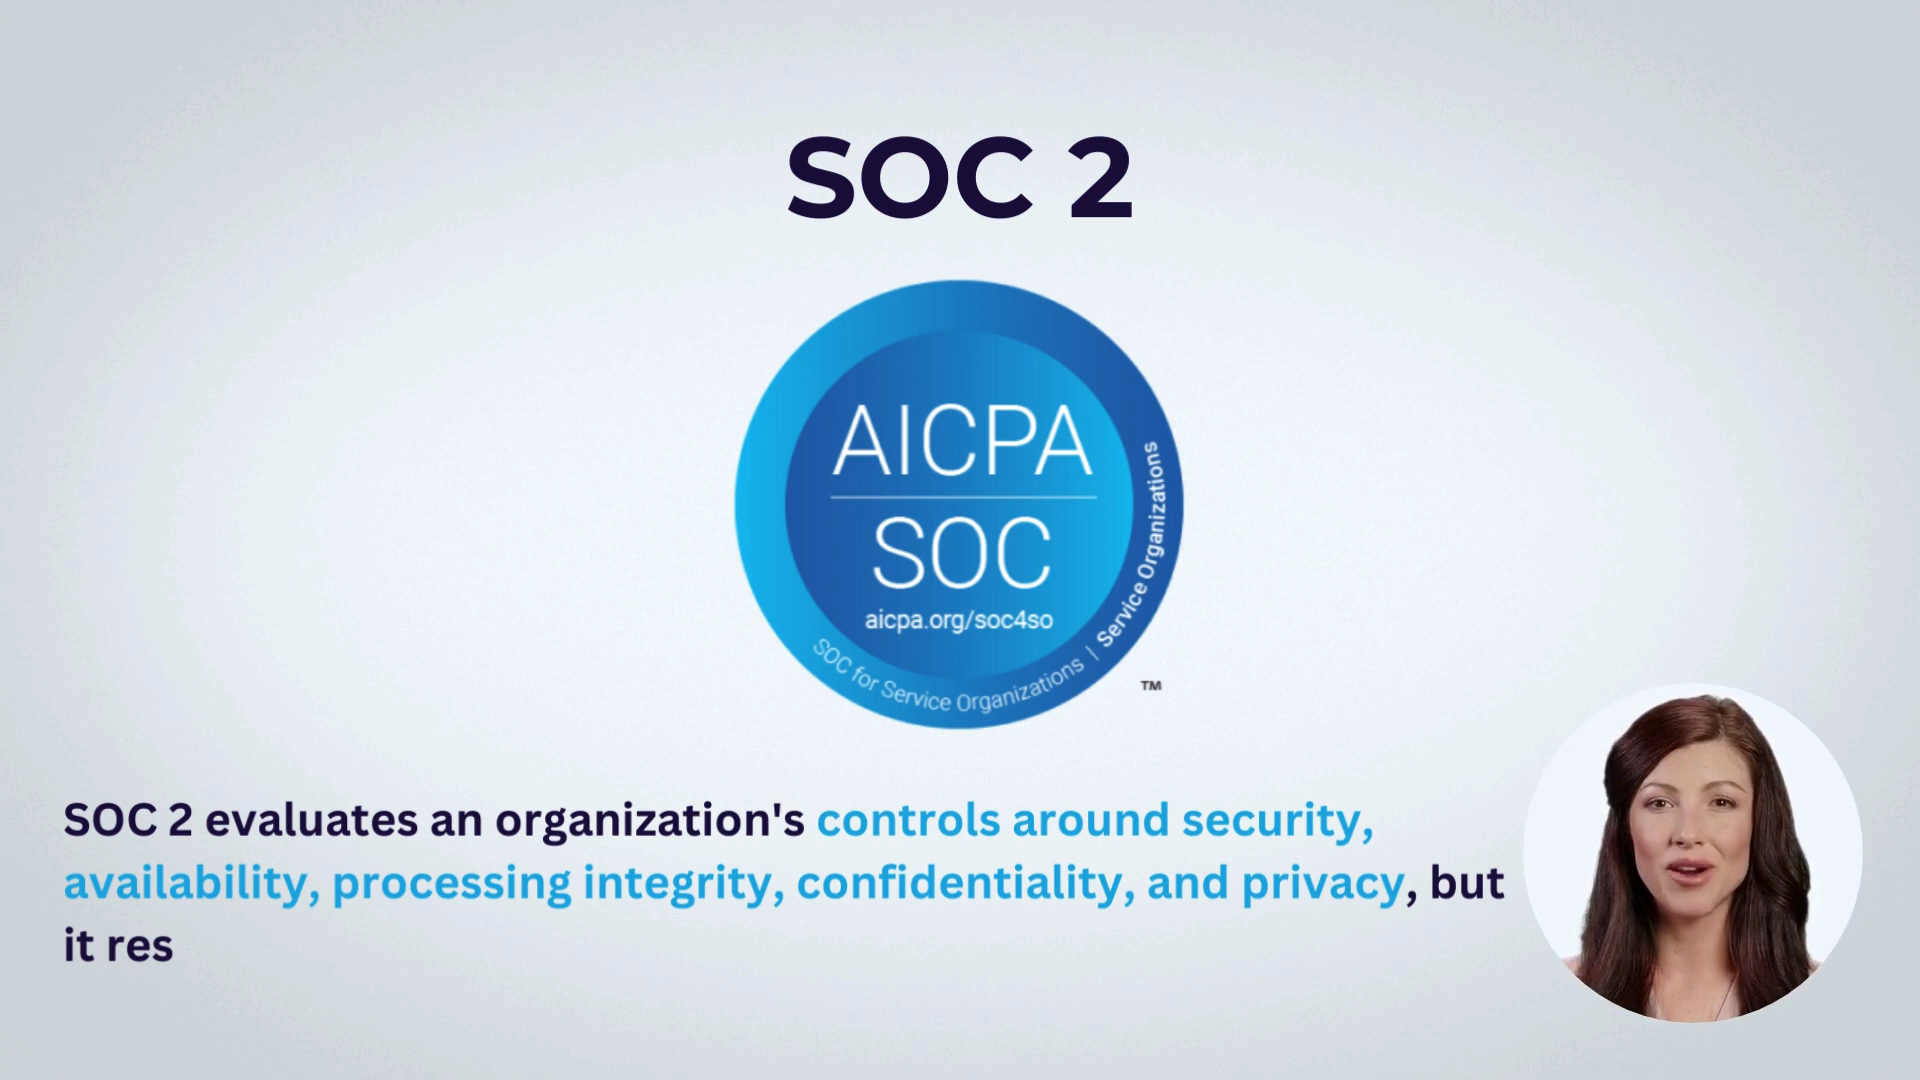 SOC 2
AICPA
SOC
aicpa.org/soc4so
SOC for Service Organizations | Service Organizations
TM
SOC 2 evaluates an organization's controls around security,
availability, processing integrity, confidentiality, and privacy, but
it res